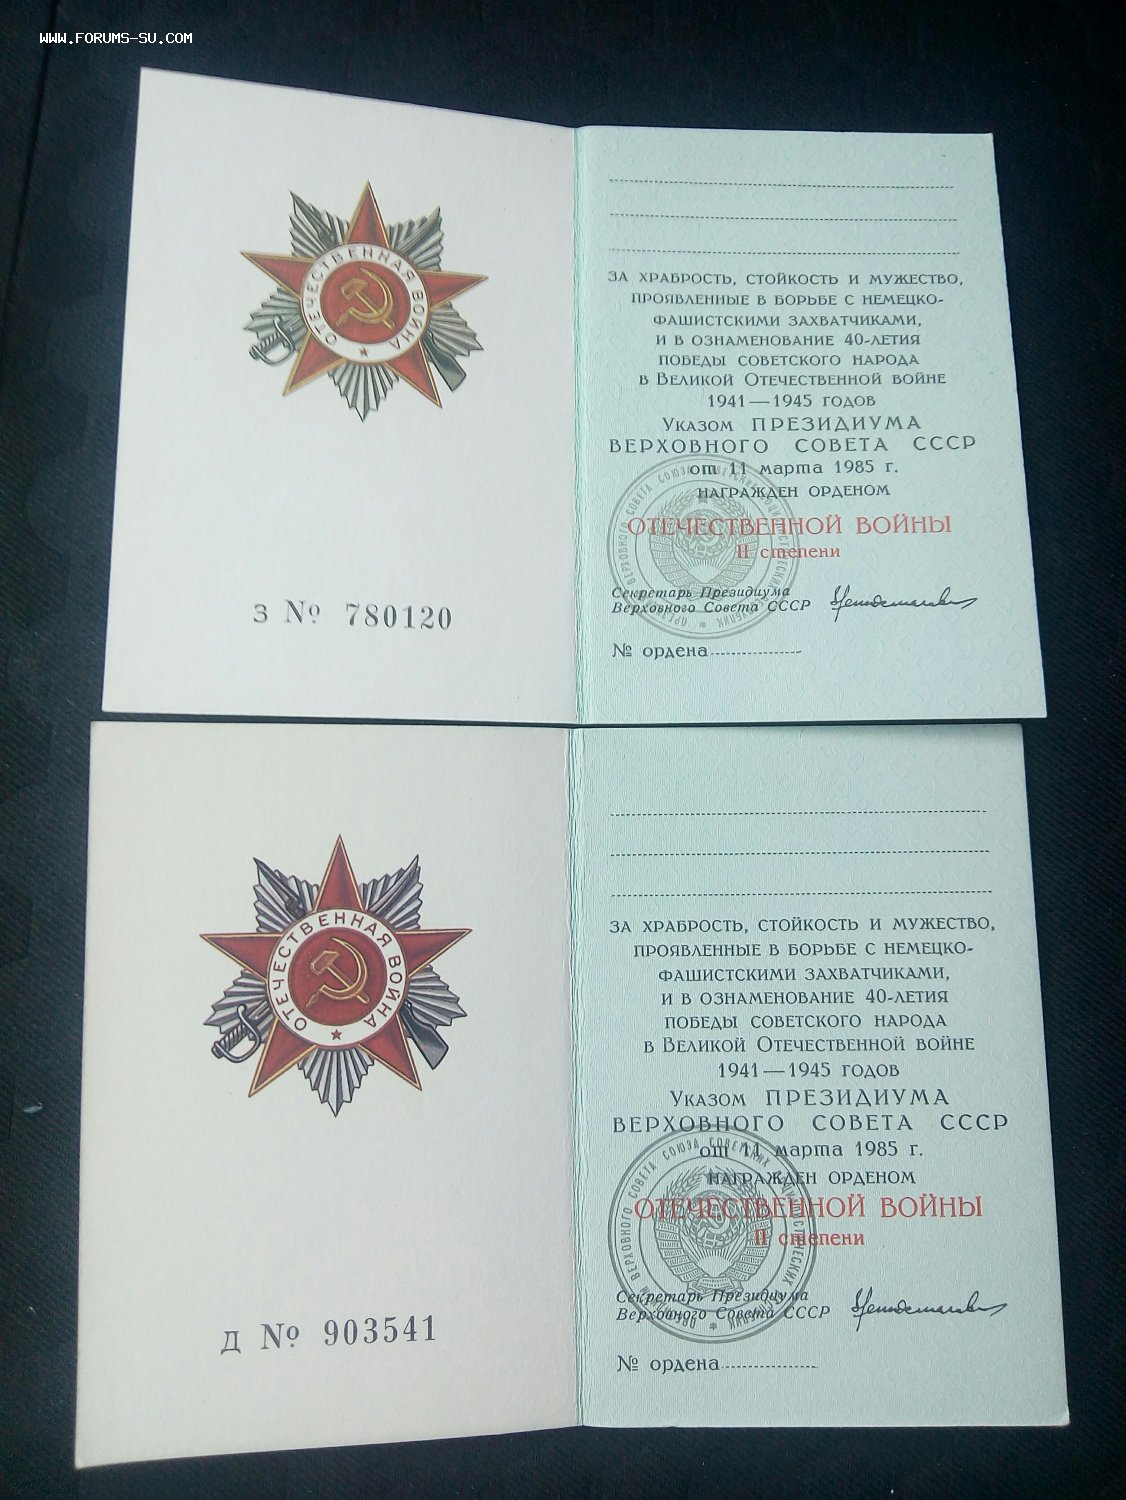 WWW.FORUMS-SU.COM
ОТЕЧЕСТВЕННАЯ ВОЙНА
З № 780120
ЗА ХРАБРОСТЬ, СТОЙКОСТЬ И МУЖЕСТВО,
ПРОЯВЛЕННЫЕ В БОРЬБЕ С НЕМЕЦКО-
ФАШИСТСКИМИ ЗАХВАТЧИКАМИ,
И В ОЗНАМЕНОВАНИЕ 40-ЛЕТИЯ
ПОБЕДЫ СОВЕТСКОГО НАРОДА
В ВЕЛИКОЙ ОТЕЧЕСТВЕННОЙ ВОЙНЕ
1941—1945 ГОДОВ
УКАЗОМ ПРЕЗИДИУМА
ВЕРХОВНОГО СОВЕТА СССР
от 11 марта 1985 г.
НАГРАЖДЕН ОРДЕНОМ
ОТЕЧЕСТВЕННОЙ ВОЙНЫ
II степени
Секретарь Президиума
Верховного Совета СССР
№ ордена
ОТЕЧЕСТВЕННАЯ ВОЙНА
Д № 903541
ЗА ХРАБРОСТЬ, СТОЙКОСТЬ И МУЖЕСТВО,
ПРОЯВЛЕННЫЕ В БОРЬБЕ С НЕМЕЦКО-
ФАШИСТСКИМИ ЗАХВАТЧИКАМИ,
И В ОЗНАМЕНОВАНИЕ 40-ЛЕТИЯ
ПОБЕДЫ СОВЕТСКОГО НАРОДА
В ВЕЛИКОЙ ОТЕЧЕСТВЕННОЙ ВОЙНЕ
1941—1945 ГОДОВ
УКАЗОМ ПРЕЗИДИУМА
ВЕРХОВНОГО СОВЕТА СССР
от 11 марта 1985 г.
НАГРАЖДЕН ОРДЕНОМ
ОТЕЧЕСТВЕННОЙ ВОЙНЫ
II степени
Секретарь Президиума
Верховного Совета СССР
№ ордена